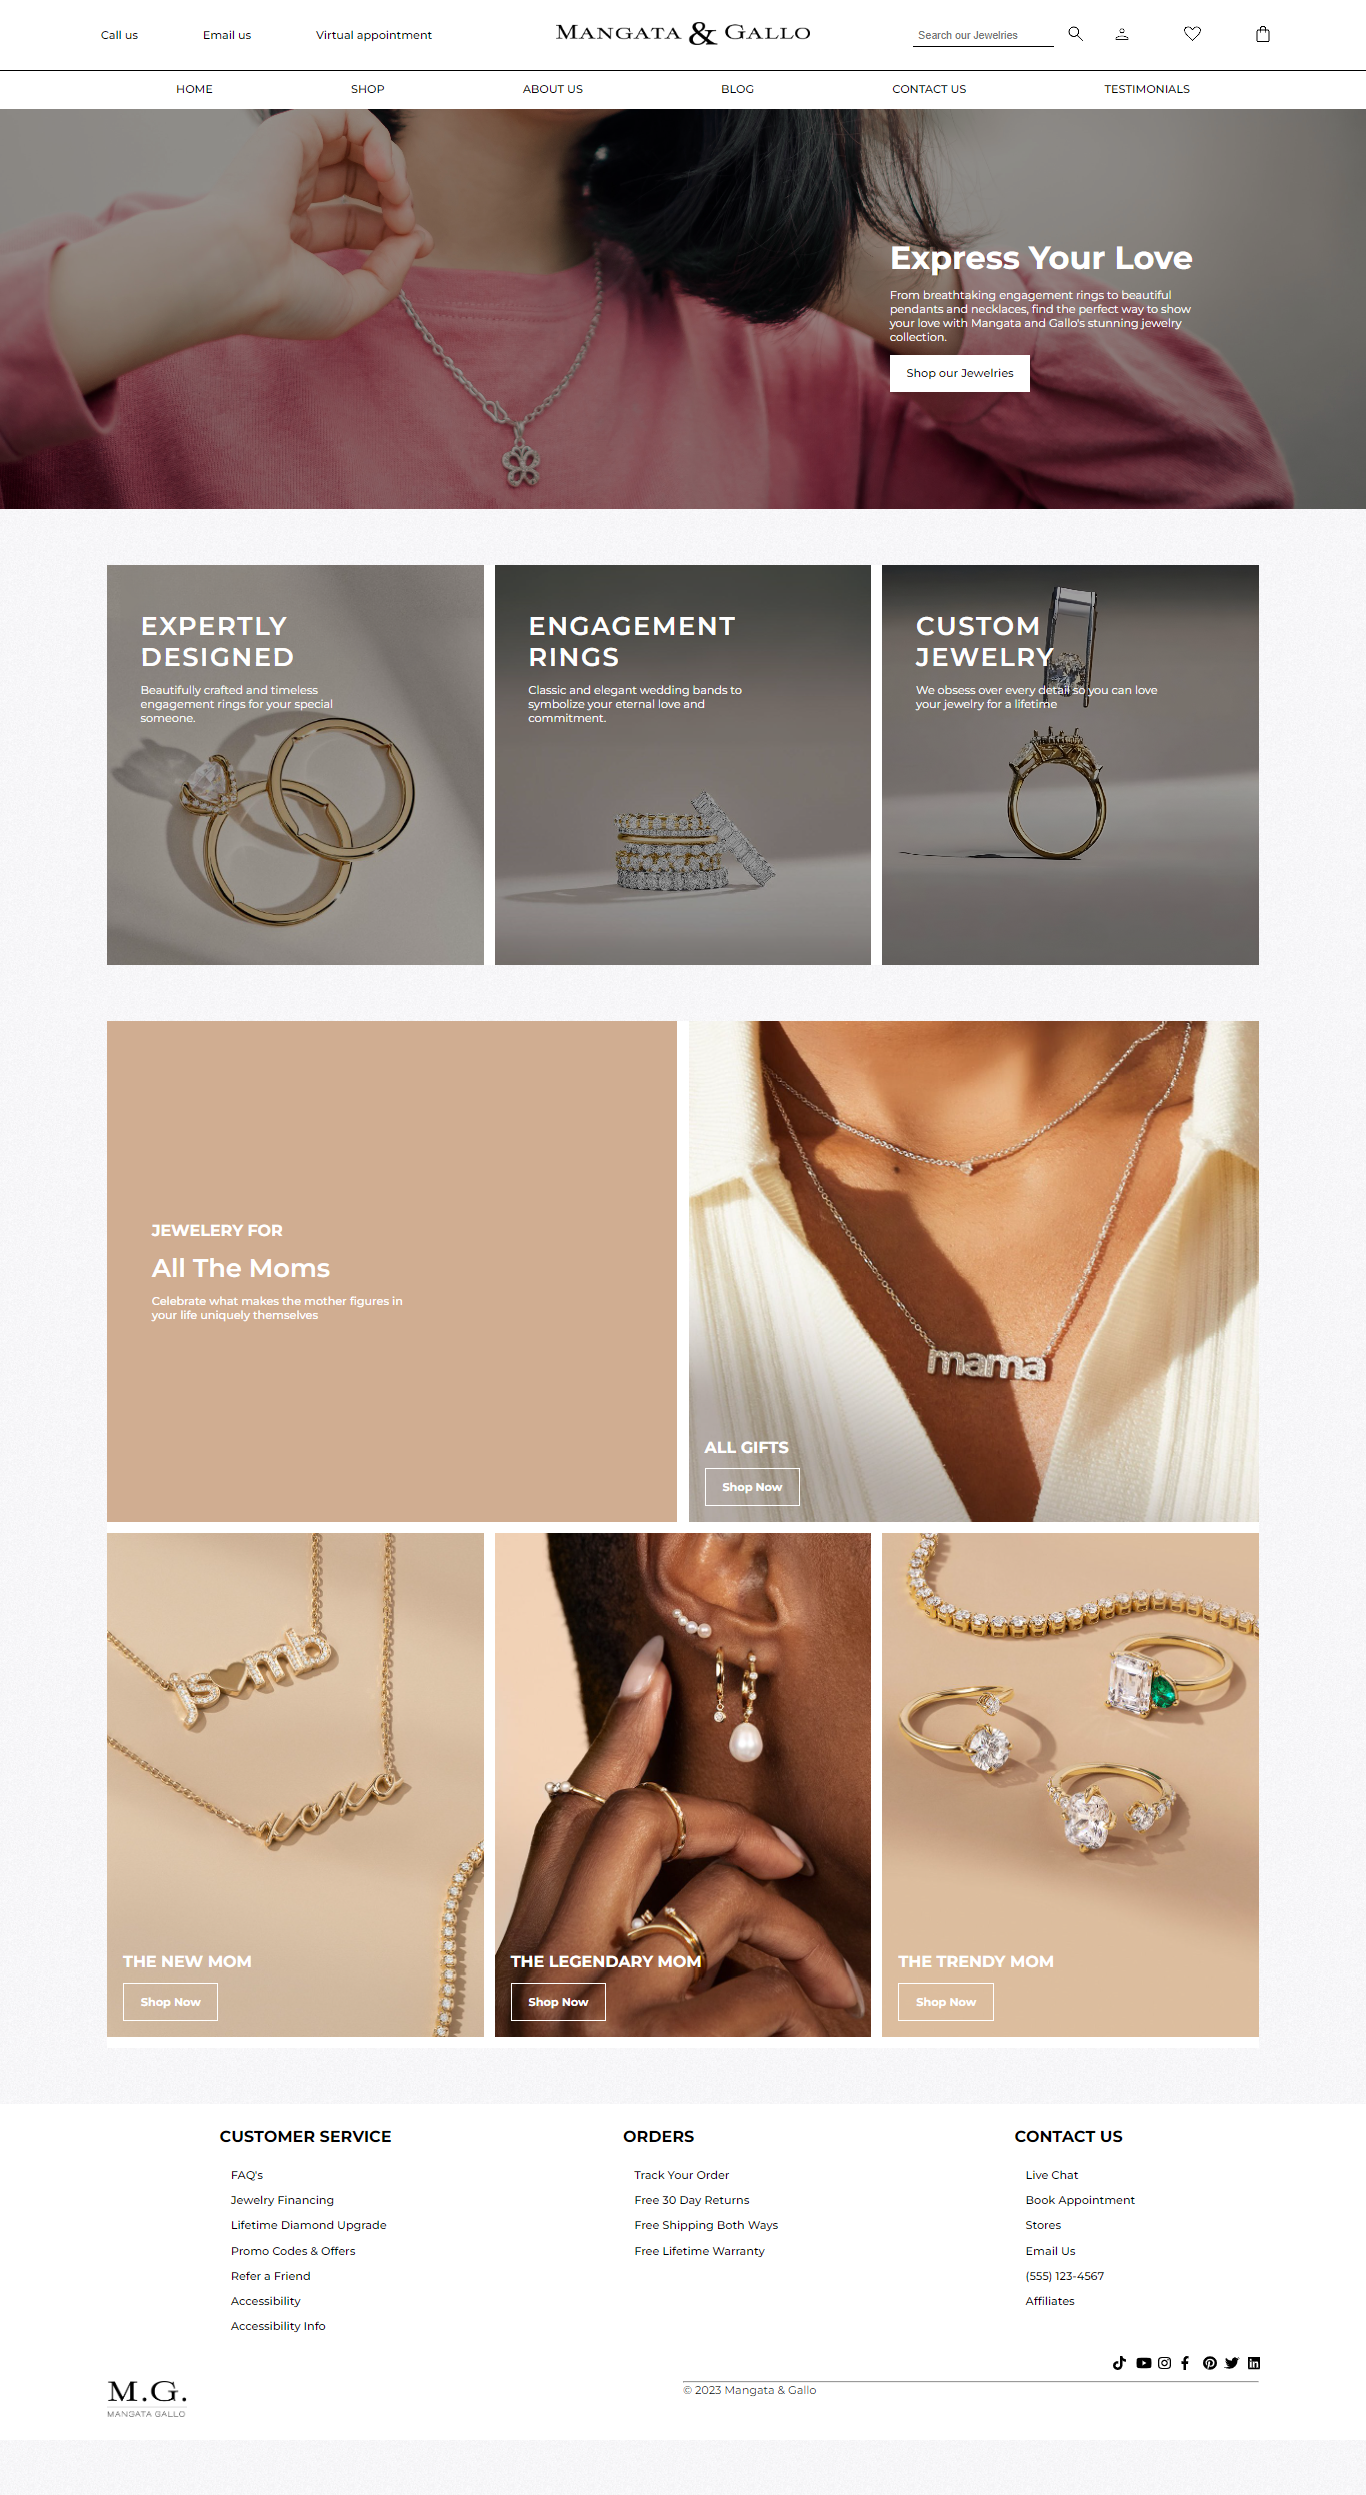 Call us
Email us
Virtual appointment
MANGATA & GALLO
Search our Jewelries
HOME
SHOP
ABOUT US
BLOG
CONTACT US
TESTIMONIALS
Express Your Love
From breathtaking engagement rings to beautiful
pendants and necklaces, find the perfect way to show
your love with Mangata and Gallo's stunning jewelry
collection.
Shop our Jewelries
EXPERTLY
DESIGNED
Beautifully crafted and timeless
engagement rings for your special
someone.
ENGAGEMENT
RINGS
Classic and elegant wedding bands to
symbolize your eternal love and
commitment.
CUSTOM
JEWELRY
We obsess over every detail so you can love
your jewelry for a lifetime
JEWELERY FOR
All The Moms
Celebrate what makes the mother figures in
your life uniquely themselves
mama
ALL GIFTS
Shop Now
js mb
xoxo
THE NEW MOM
Shop Now
THE LEGENDARY MOM
Shop Now
THE TRENDY MOM
Shop Now
CUSTOMER SERVICE
FAQ's
Jewelry Financing
Lifetime Diamond Upgrade
Promo Codes & Offers
Refer a Friend
Accessibility
Accessibility Info
ORDERS
Track Your Order
Free 30 Day Returns
Free Shipping Both Ways
Free Lifetime Warranty
CONTACT US
Live Chat
Book Appointment
Stores
Email Us
(555) 123-4567
Affiliates
M.G.
MANGATA GALLO
© 2023 Mangata & Gallo